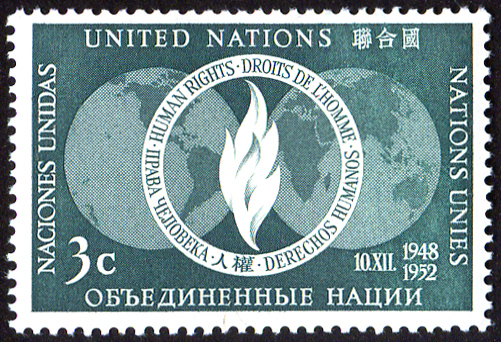 UNITED NATIONS 聯合國
NACIONES UNIDAS
NATIONS UNIES
HUMAN RIGHTS · DROITS DE L'HOMME · DERECHOS HUMANOS · 人權 · ПРАВА ЧЕЛОВЕКА ·
3c
10.XII. 1948
1952
ОБЪЕДИНЕННЫЕ НАЦИИ